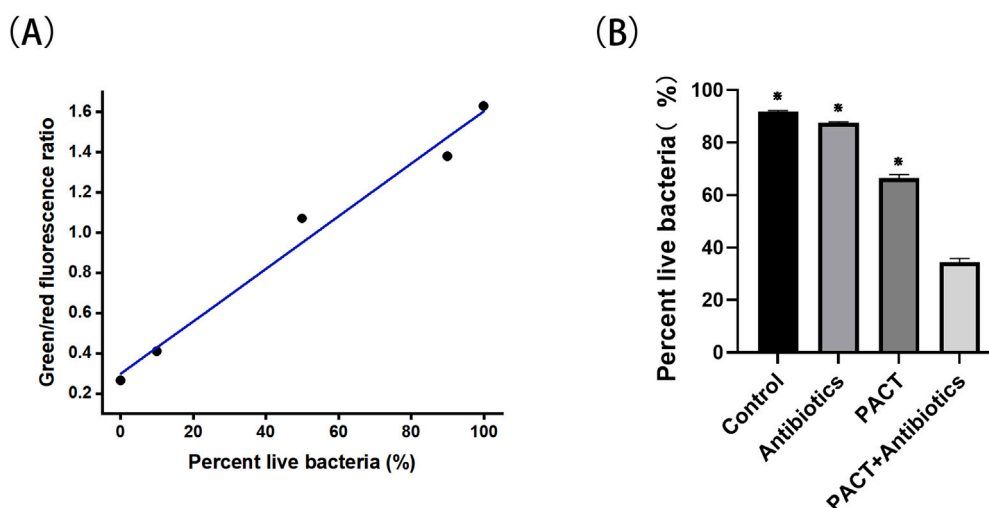 (A)
Green/red fluorescence ratio
1.6
1.4
1.2
1.0
0.8
0.6
0.4
0.2
0 20 40 60 80 100
Percent live bacteria (%)
(B)
Percent live bacteria( %)
100
80
60
40
20
0
* * *
Control
Antibiotics
PACT
PACT+Antibiotics